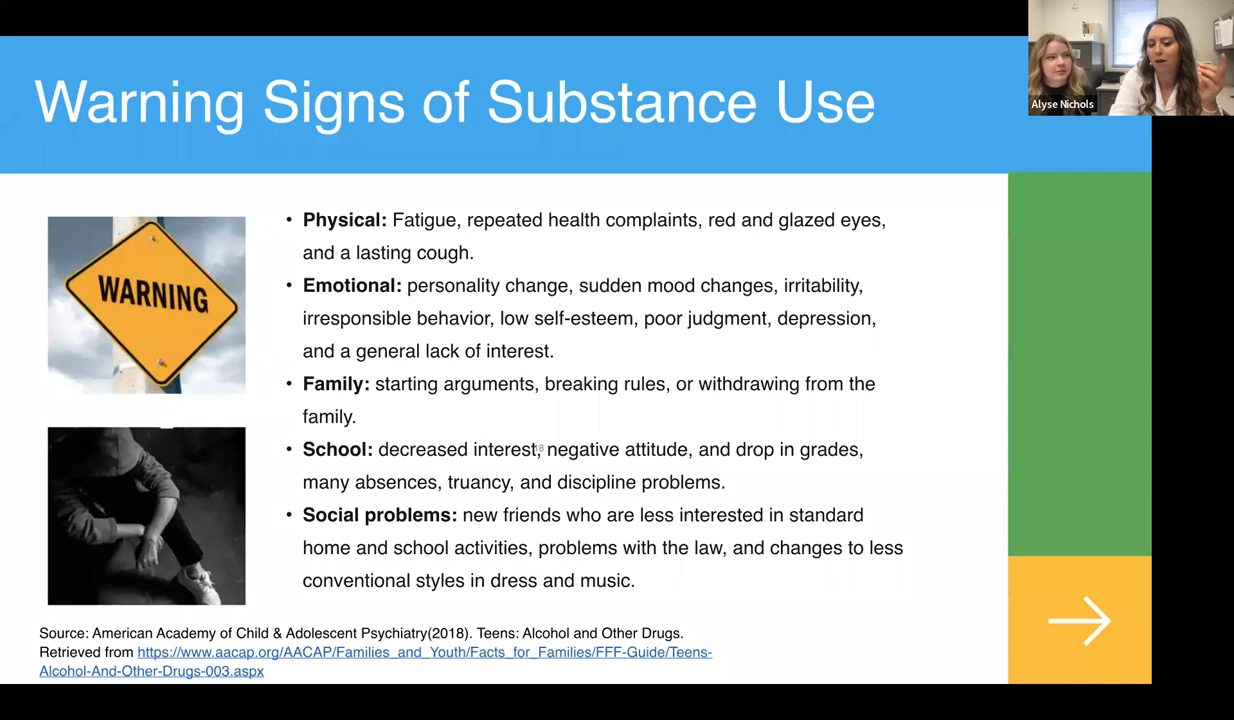 Warning Signs of Substance Use
Alyse Nichols
WARNING
• Physical: Fatigue, repeated health complaints, red and glazed eyes,
and a lasting cough.
• Emotional: personality change, sudden mood changes, irritability,
irresponsible behavior, low self-esteem, poor judgment, depression,
and a general lack of interest.
• Family: starting arguments, breaking rules, or withdrawing from the
family.
• School: decreased interest, negative attitude, and drop in grades,
many absences, truancy, and discipline problems.
18
• Social problems: new friends who are less interested in standard
home and school activities, problems with the law, and changes to less
conventional styles in dress and music.
Source: American Academy of Child & Adolescent Psychiatry(2018). Teens: Alcohol and Other Drugs.
Retrieved from https://www.aacap.org/AACAP/Families_and_Youth/Facts_for_Families/FFF-Guide/Teens-
Alcohol-And-Other-Drugs-003.aspx